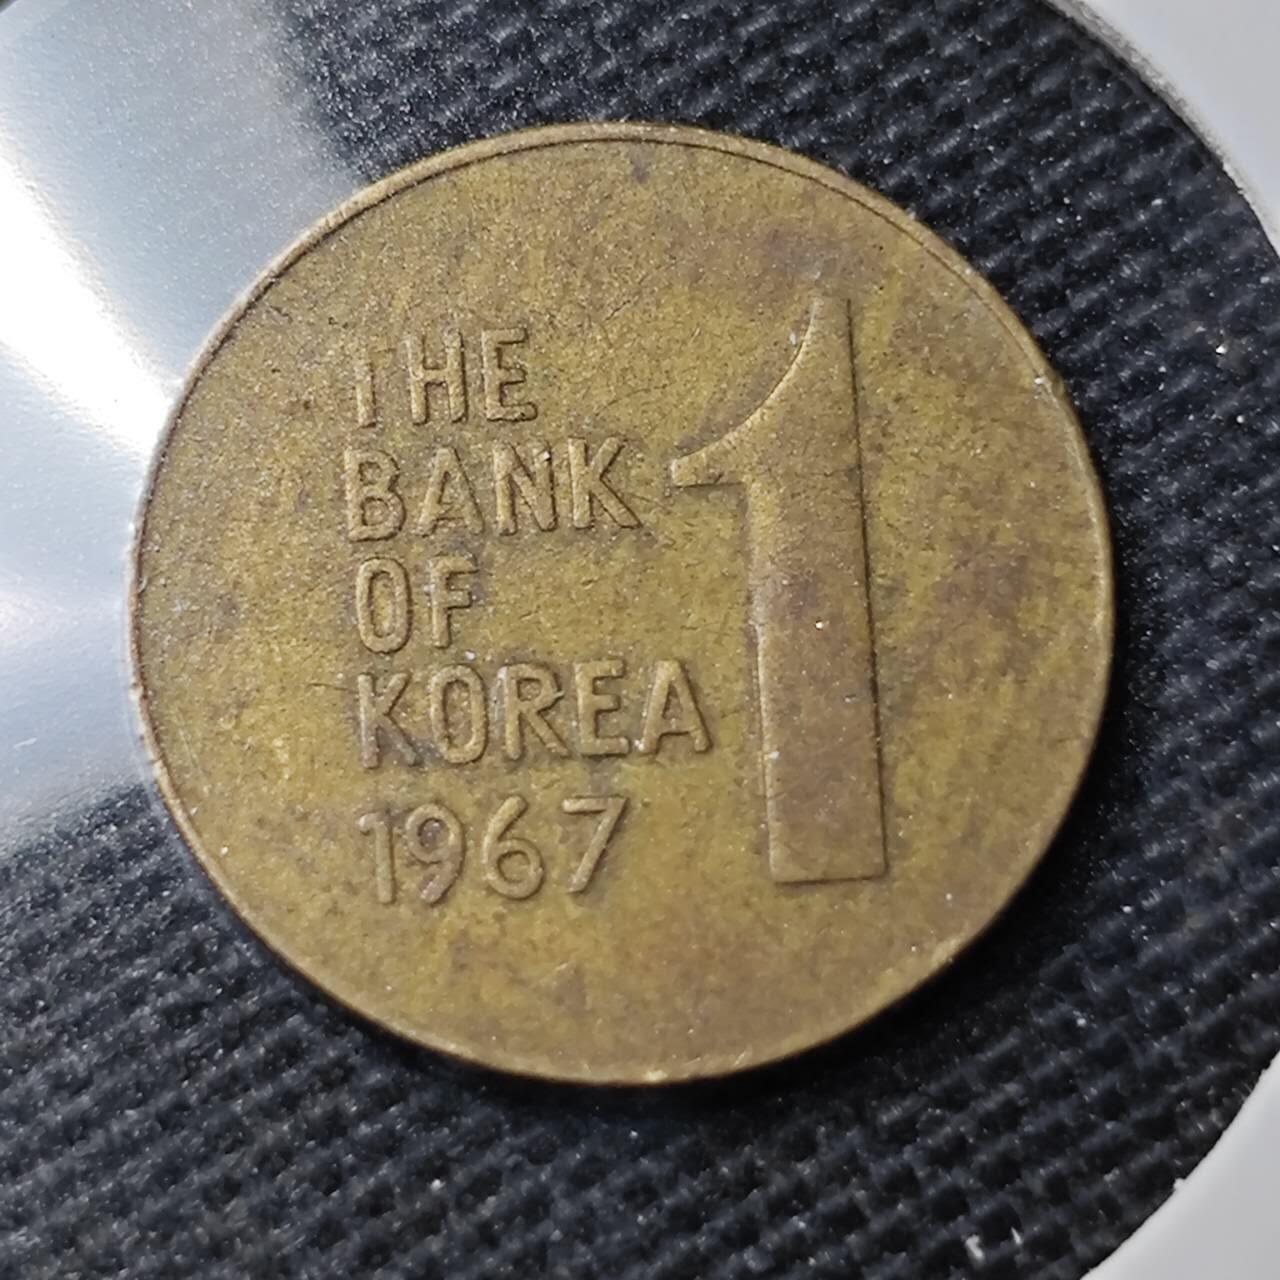 THE
BANK
OF
KOREA
1967
1